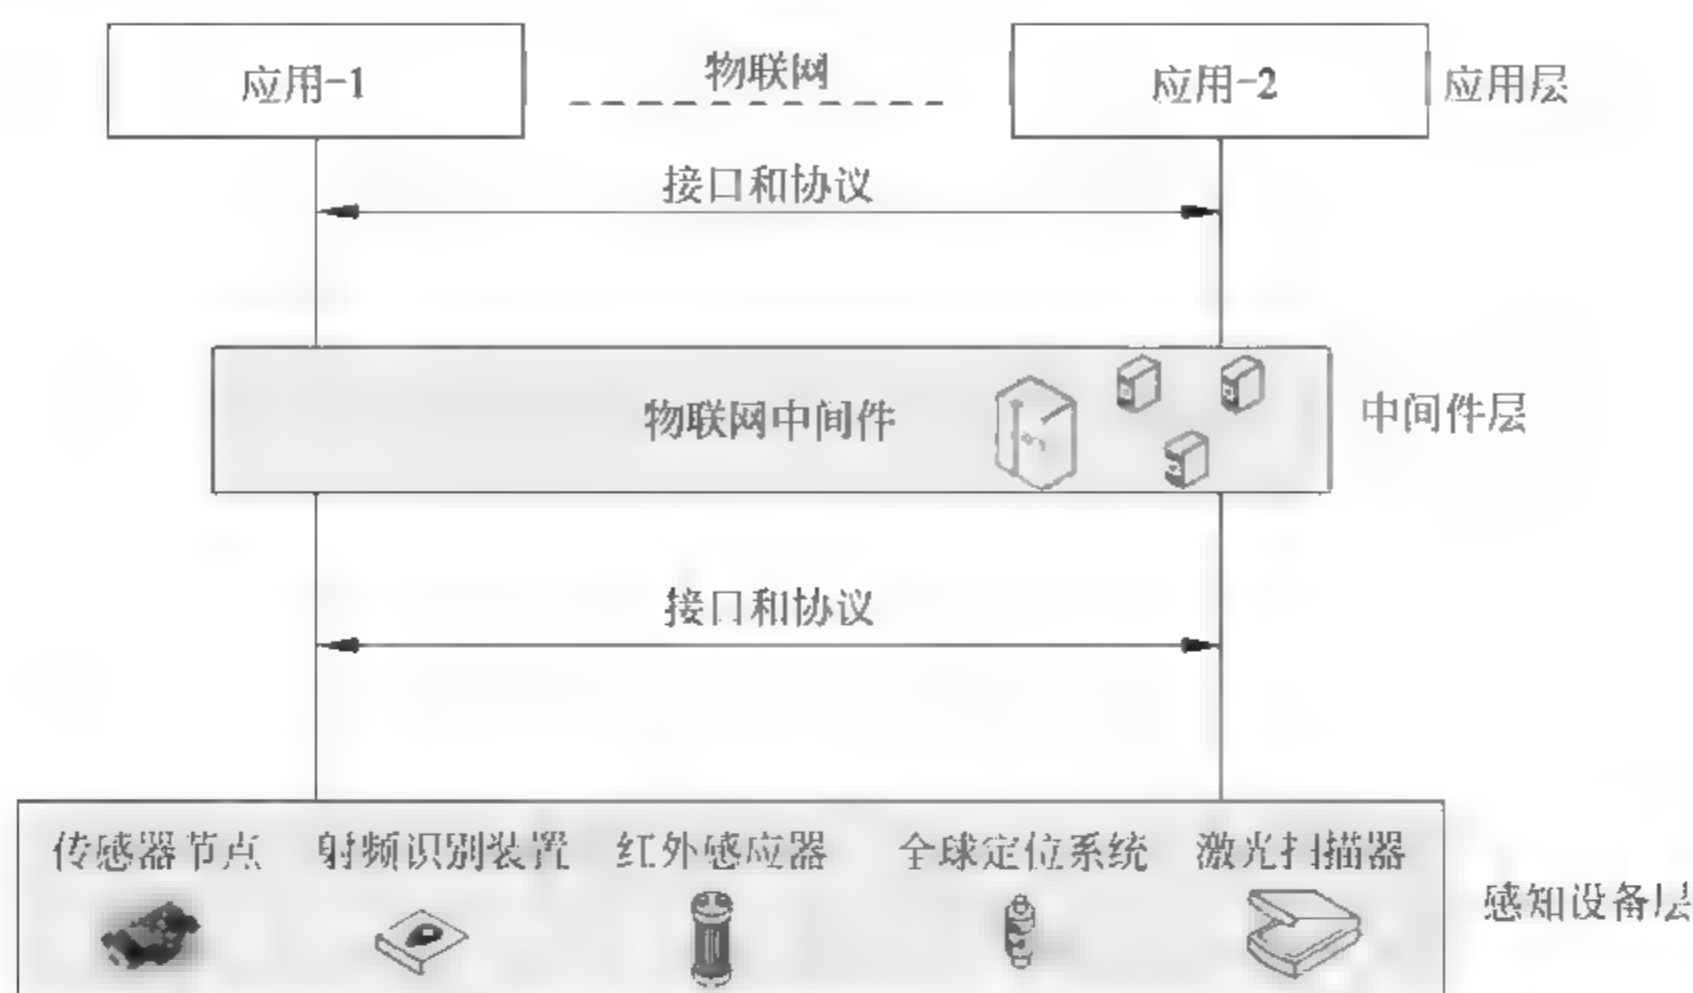 应用-1
物联网
应用-2
应用层
接口和协议
物联网中间件
中间件层
接口和协议
传感器节点
射频识别装置
红外感应器
全球定位系统
激光扫描器
感知设备层